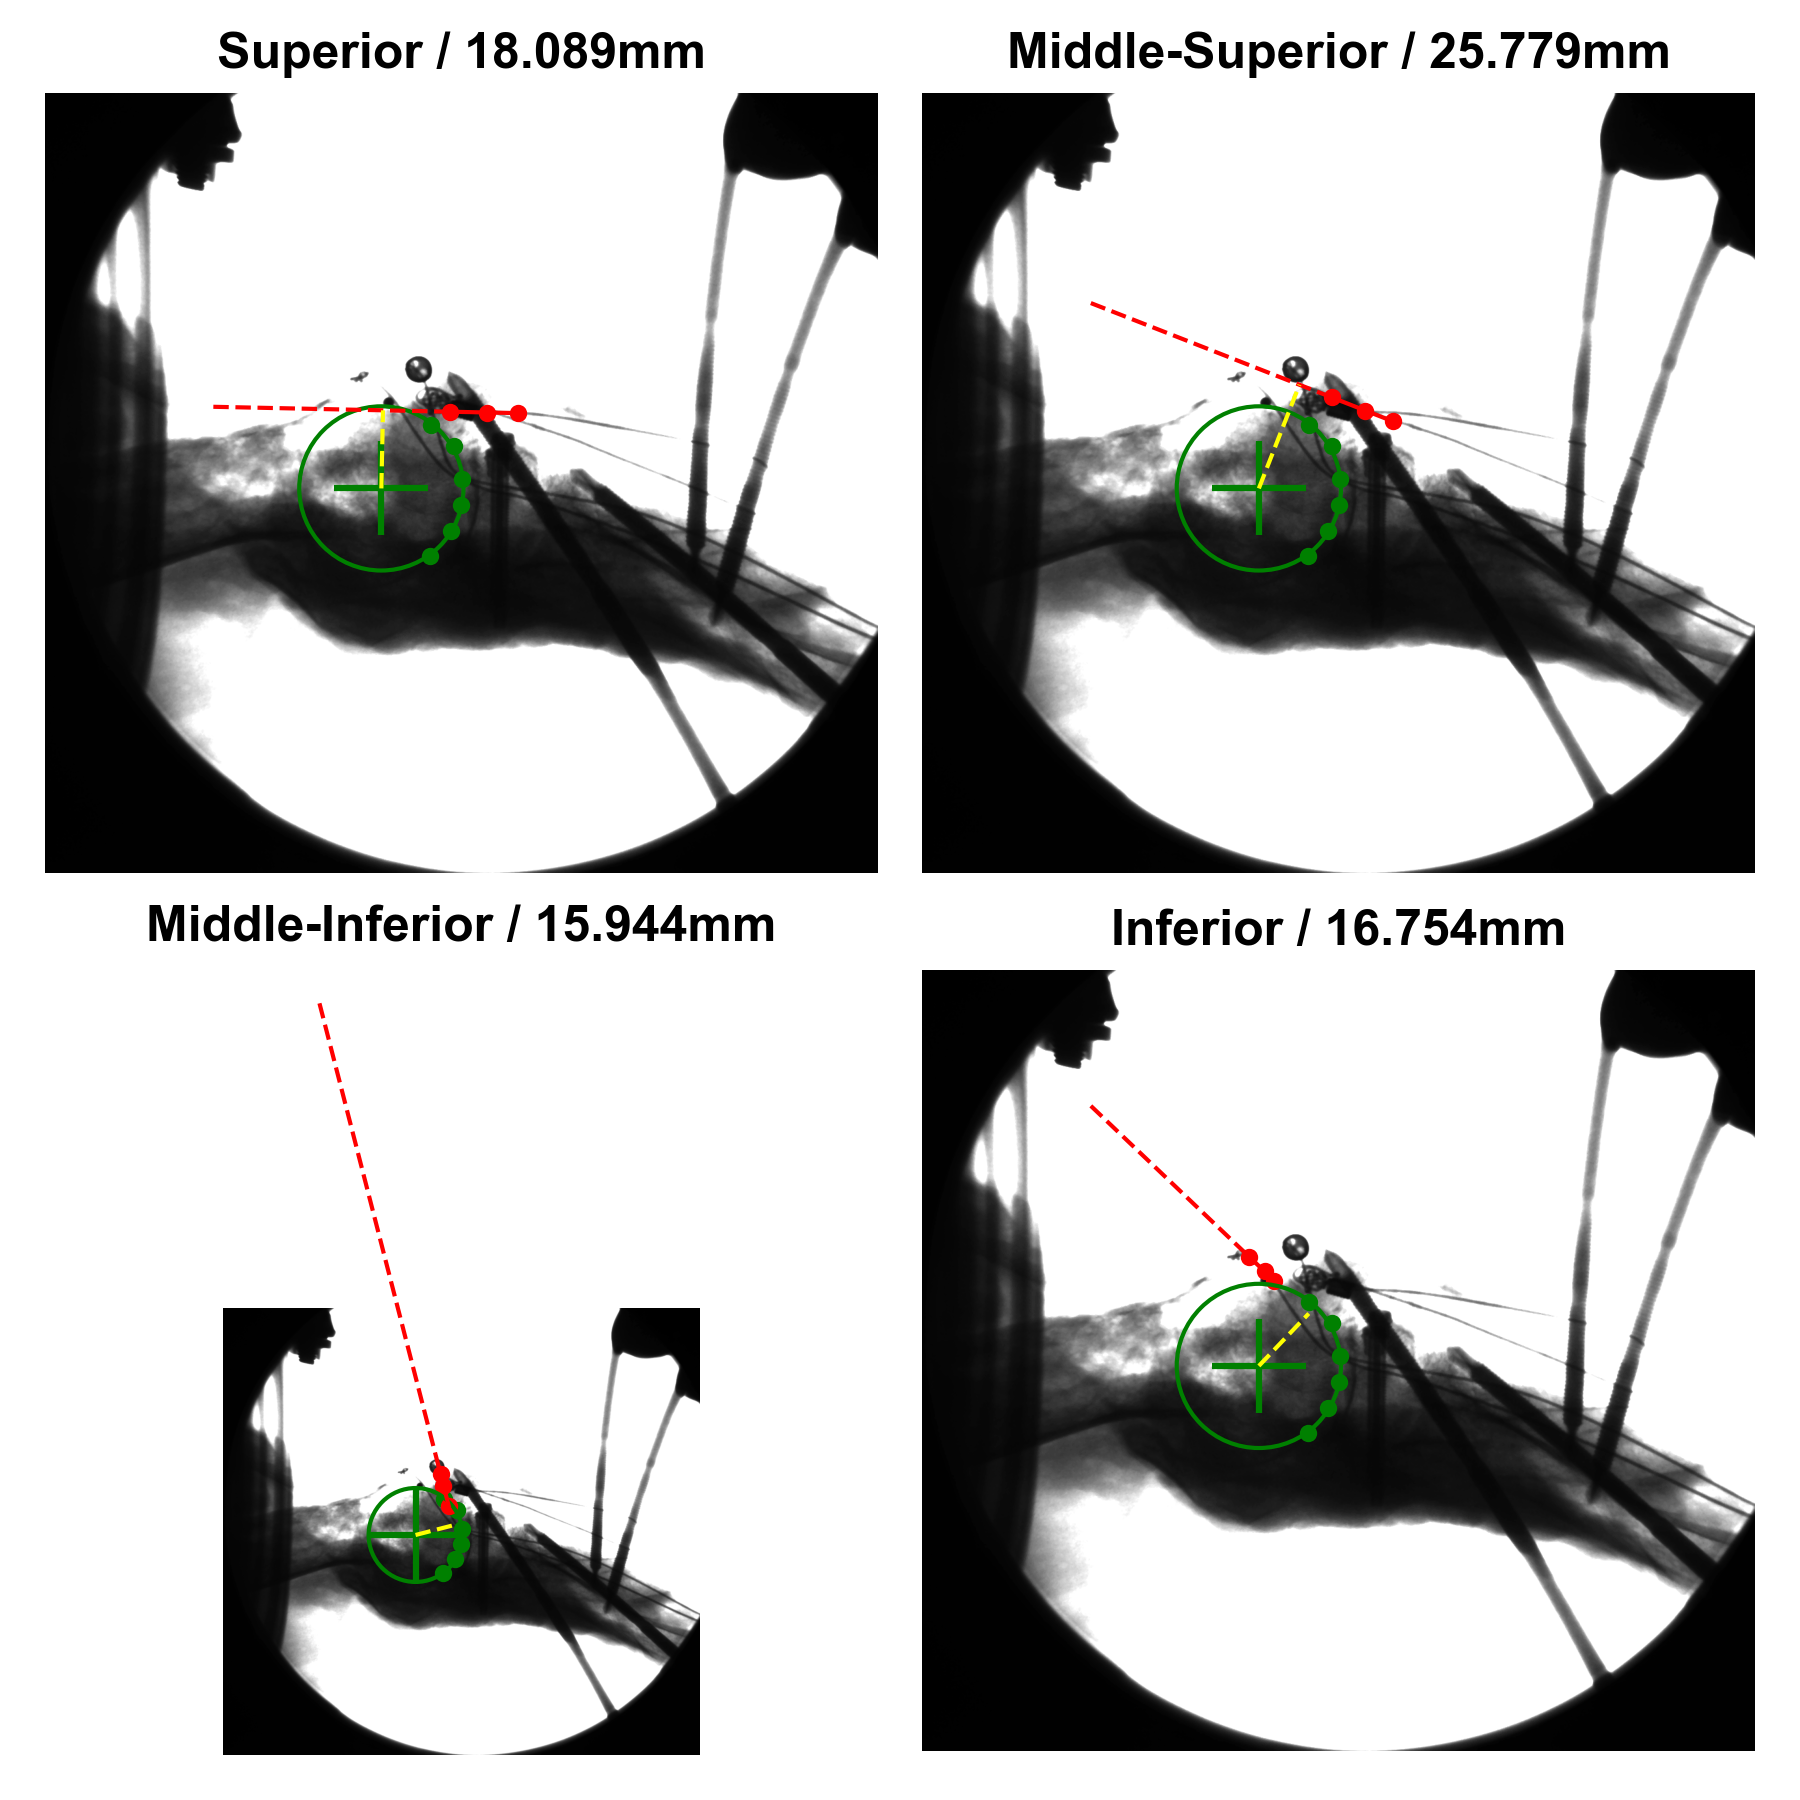 Superior / 18.089mm
Middle-Superior / 25.779mm
Middle-Inferior / 15.944mm
Inferior / 16.754mm